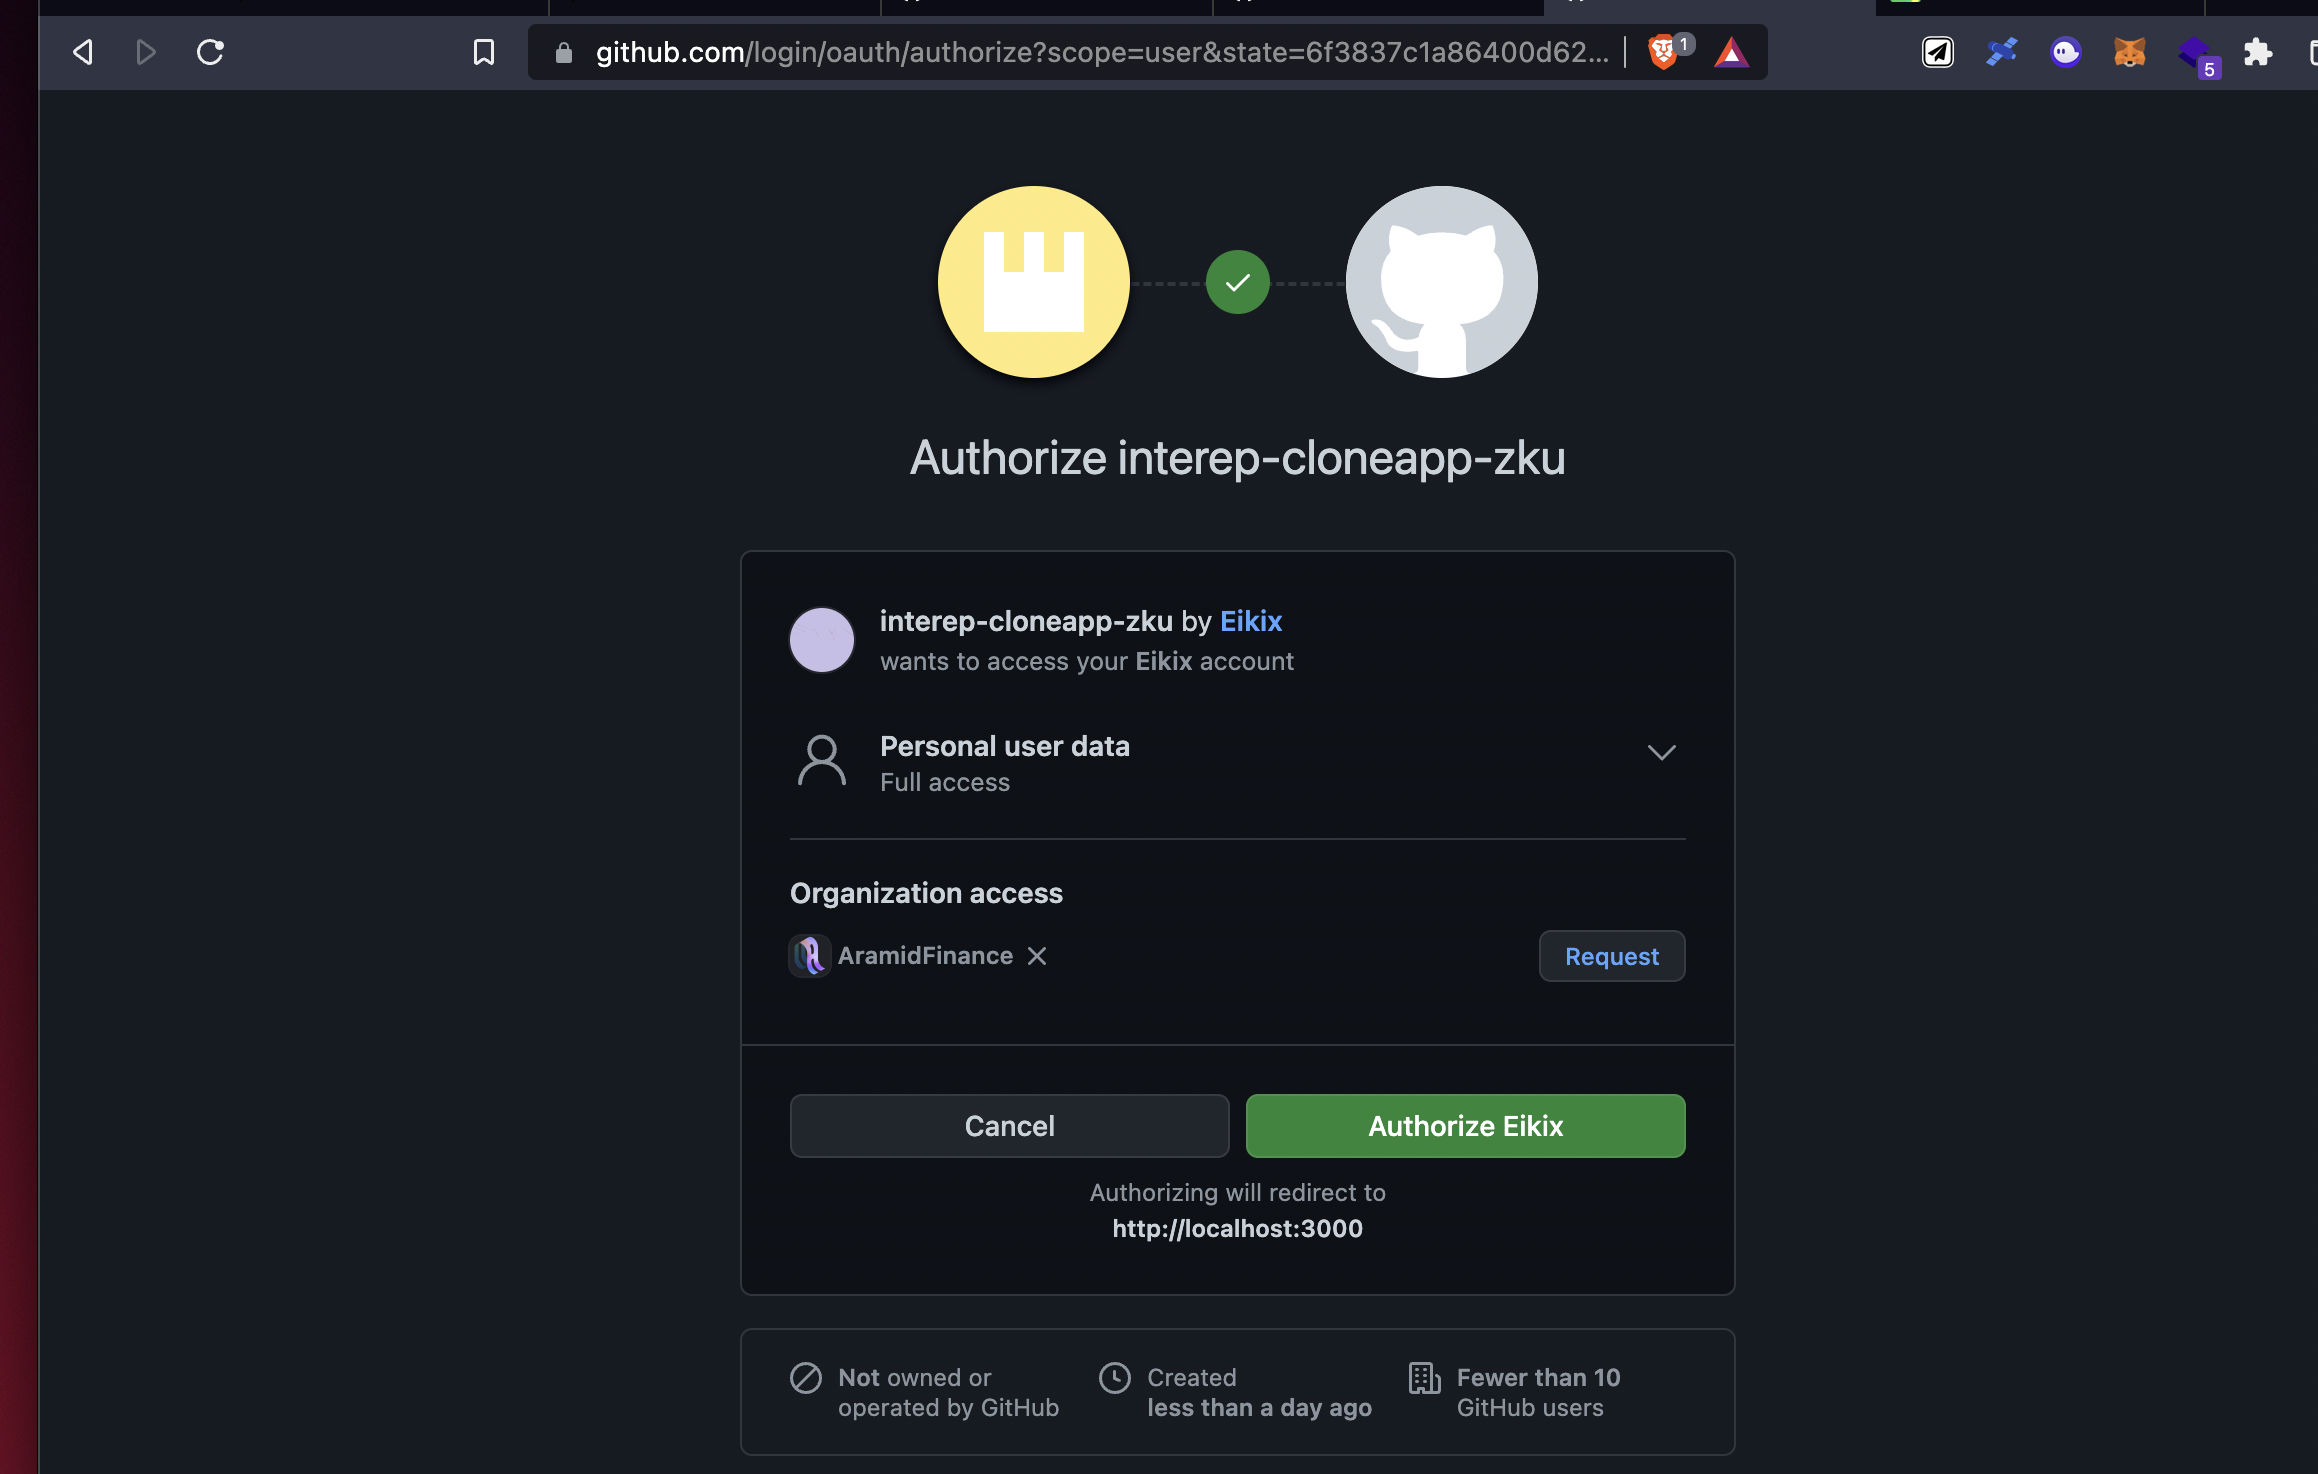 github.com/login/oauth/authorize?scope=user&state=6f3837c1a86400d62...
1
5
Authorize interep-cloneapp-zku
interep-cloneapp-zku by Eikix
wants to access your Eikix account
Personal user data
Full access
Organization access
AramidFinance
Request
Cancel
Authorize Eikix
Authorizing will redirect to
http://localhost:3000
Not owned or
operated by GitHub
Created
less than a day ago
Fewer than 10
GitHub users